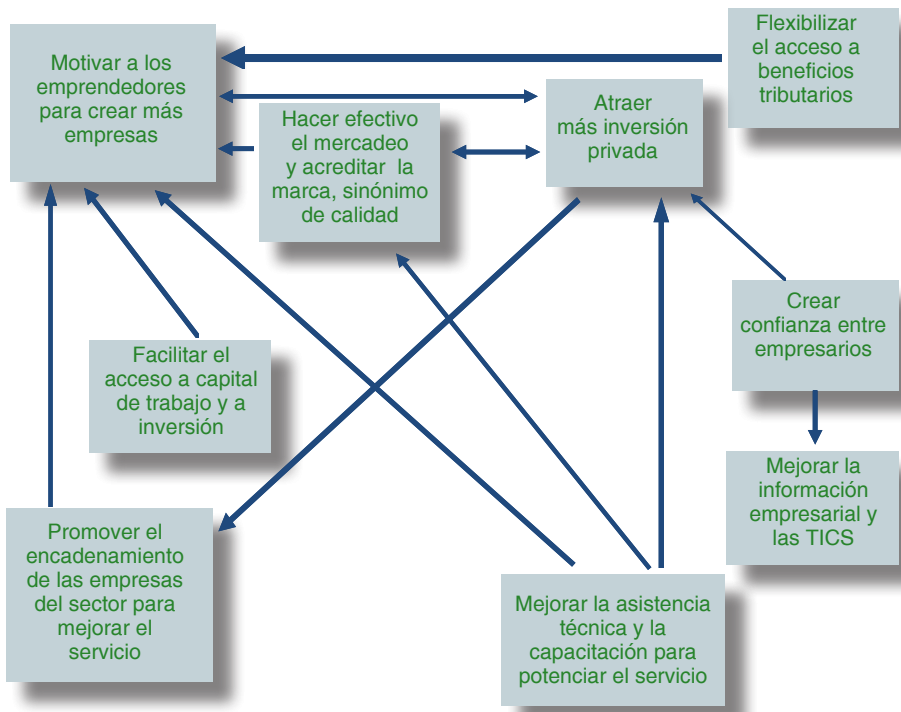 Motivar a los
emprendedores
para crear más
empresas
Flexibilizar
el acceso a
beneficios
tributarios
Hacer efectivo
el mercadeo
y acreditar la
marca, sinónimo
de calidad
Atraer
más inversión
privada
Crear
confianza entre
empresarios
Facilitar el
acceso a capital
de trabajo y a
inversión
Mejorar la
información
empresarial y
las TICS
Promover el
encadenamiento
de las empresas
del sector para
mejorar el
servicio
Mejorar la asistencia
técnica y la
capacitación para
potenciar el servicio